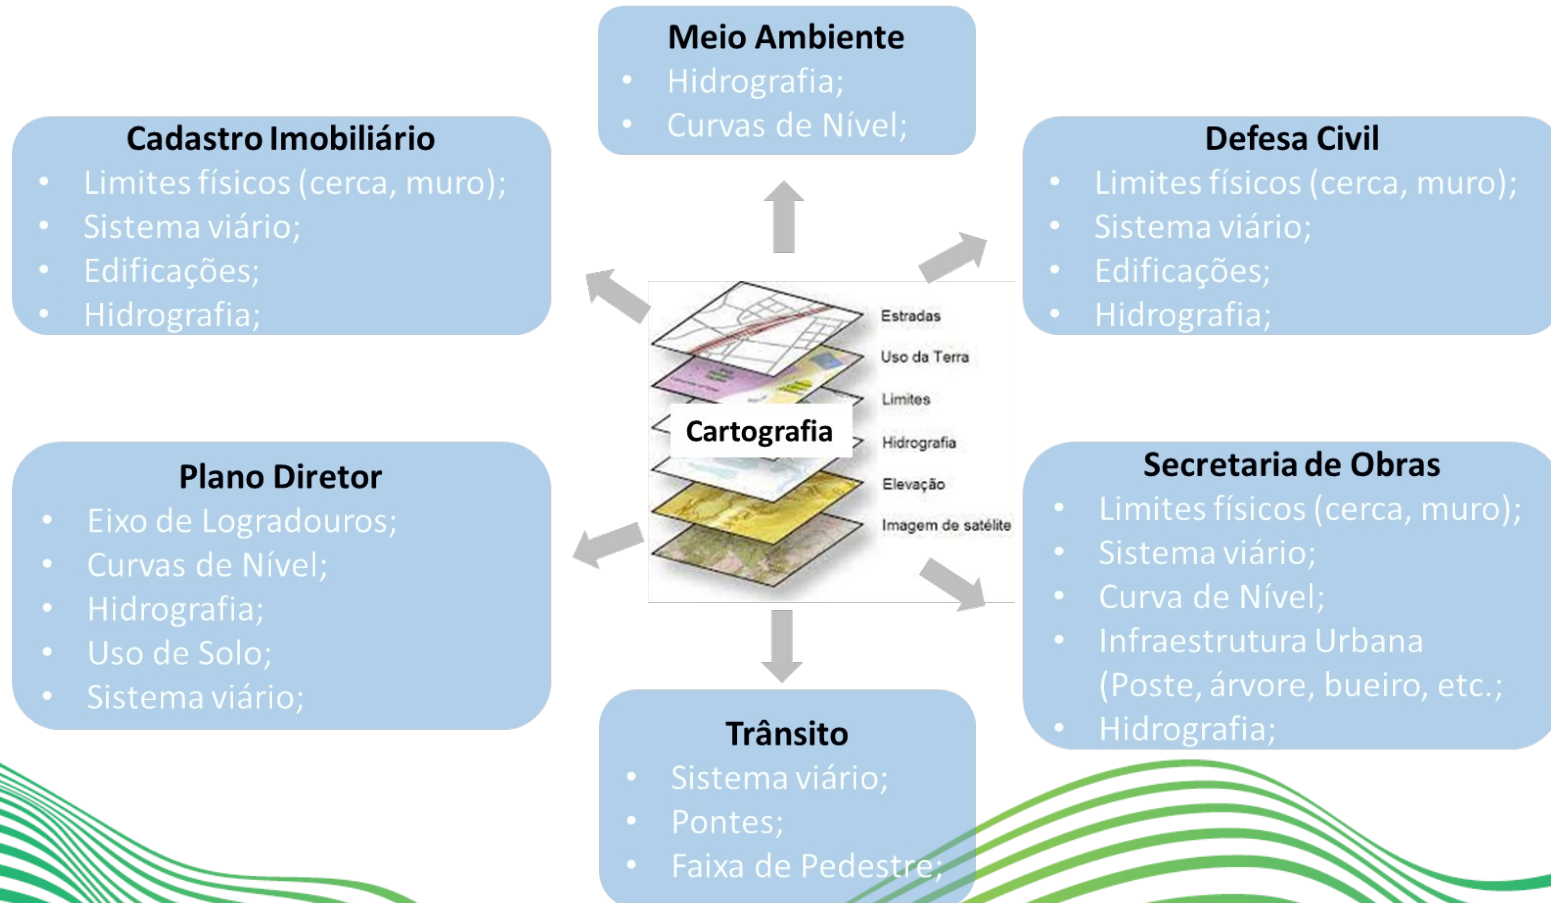 Meio Ambiente
• Hidrografia;
• Curvas de Nível;
Cadastro Imobiliário
• Limites físicos (cerca, muro);
• Sistema viário;
• Edificações;
• Hidrografia;
Defesa Civil
• Limites físicos (cerca, muro);
• Sistema viário;
• Edificações;
• Hidrografia;
Estradas
Uso da Terra
Limites
Cartografia
Hidrografia
Elevação
Imagem de satélite
Plano Diretor
• Eixo de Logradouros;
• Curvas de Nível;
• Hidrografia;
• Uso de Solo;
• Sistema viário;
Secretaria de Obras
• Limites físicos (cerca, muro);
• Sistema viário;
• Curva de Nível;
• Infraestrutura Urbana
(Poste, árvore, bueiro, etc.;
• Hidrografia;
Trânsito
• Sistema viário;
• Pontes;
• Faixa de Pedestre;